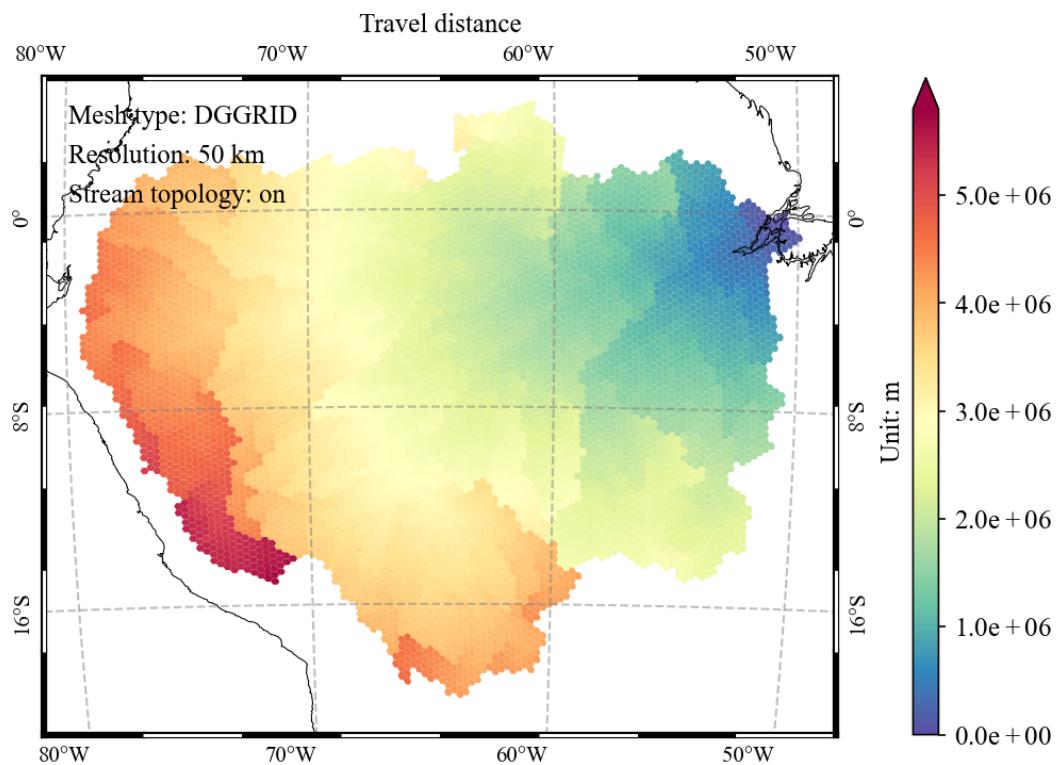 Travel distance
80°W 70°W 60°W 50°W
Mesh type: DGGRID
Resolution: 50 km
Stream topology: on
0° 0°
8°S 8°S
16°S 16°S
80°W 70°W 60°W 50°W
Unit: m
5.0e+06
4.0e+06
3.0e+06
2.0e+06
1.0e+06
0.0e+00